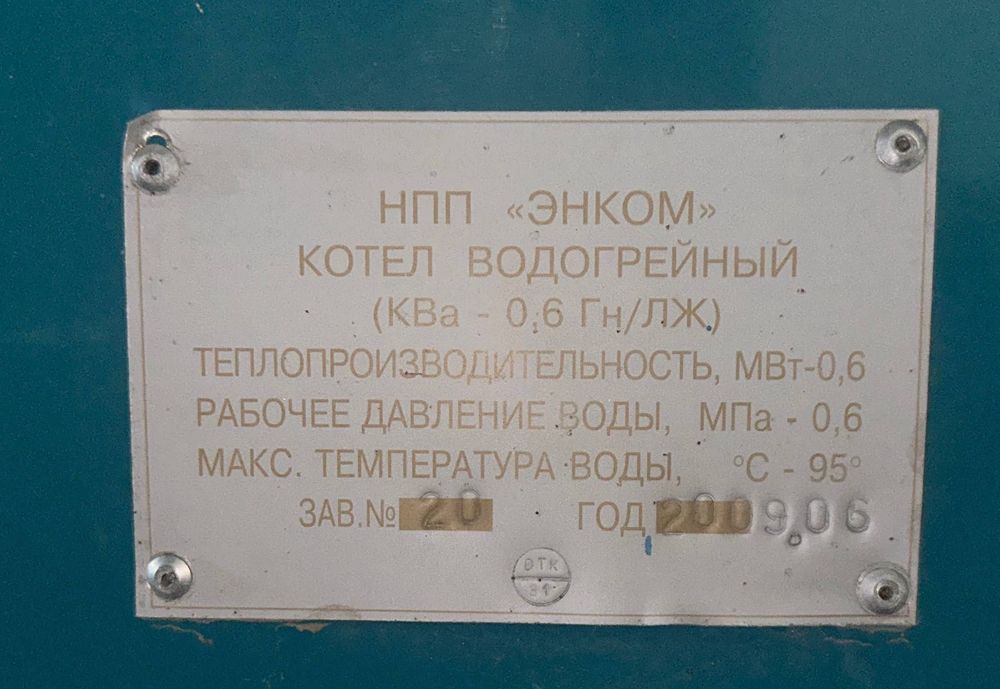 НПП «ЭНКОМ»
КОТЕЛ ВОДОГРЕЙНЫЙ
(КВа - 0,6 Гн/ЛЖ)
ТЕПЛОПРОИЗВОДИТЕЛЬНОСТЬ, МВт-0,6
РАБОЧЕЕ ДАВЛЕНИЕ ВОДЫ, МПа - 0,6
МАКС. ТЕМПЕРАТУРА ВОДЫ, °С - 95°
ЗАВ.№ 20 ГОД 2009.06
ОТК